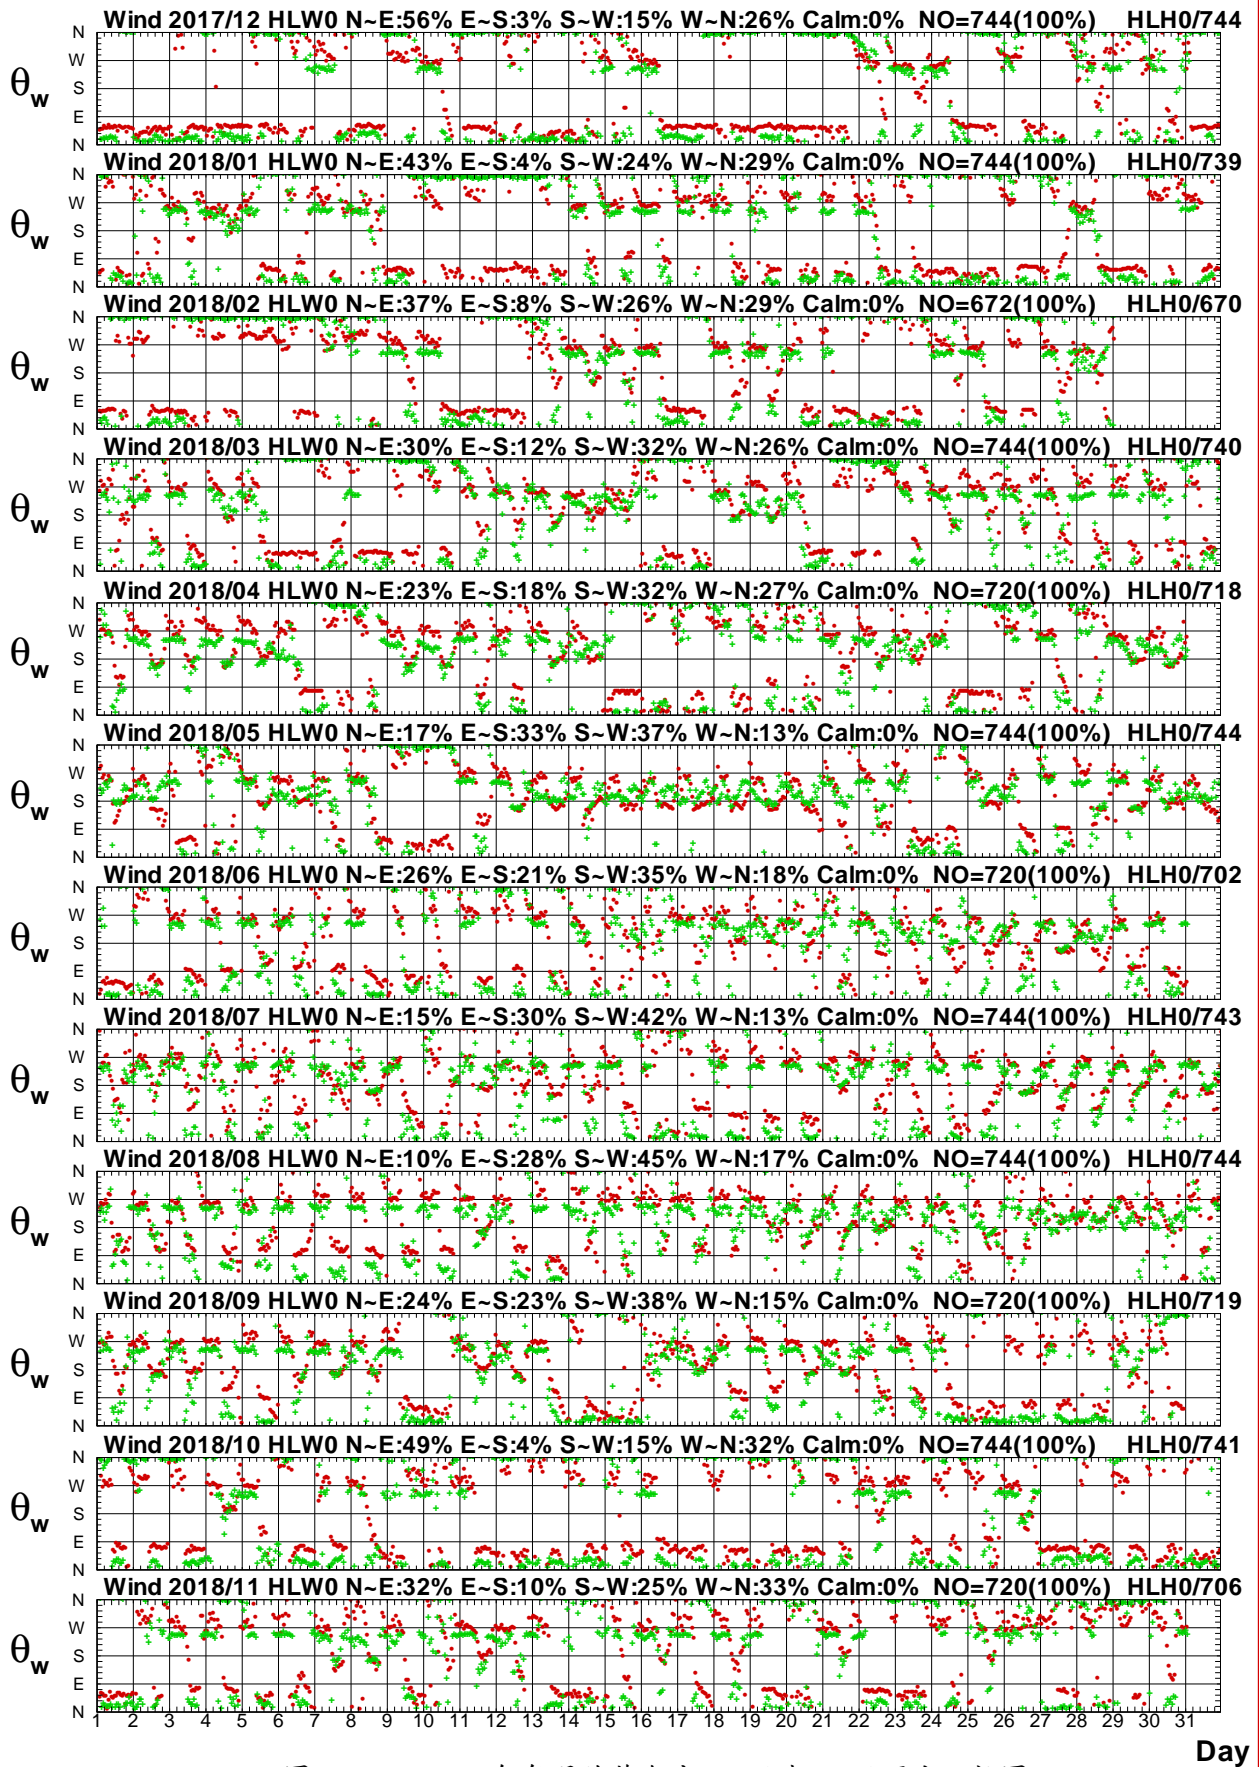 Wind 2017/12 HLW0 N~E:56% E~S:3% S~W:15% W~N:26% Calm:0% NO=744(100%) HLH0/744
N
W
θw
S
E
N
Wind 2018/01 HLW0 N~E:43% E~S:4% S~W:24% W~N:29% Calm:0% NO=744(100%) HLH0/739
N
W
θw
S
E
N
Wind 2018/02 HLW0 N~E:37% E~S:8% S~W:26% W~N:29% Calm:0% NO=672(100%) HLH0/670
N
W
θw
S
E
N
Wind 2018/03 HLW0 N~E:30% E~S:12% S~W:32% W~N:26% Calm:0% NO=744(100%) HLH0/740
N
W
θw
S
E
N
Wind 2018/04 HLW0 N~E:23% E~S:18% S~W:32% W~N:27% Calm:0% NO=720(100%) HLH0/718
N
W
θw
S
E
N
Wind 2018/05 HLW0 N~E:17% E~S:33% S~W:37% W~N:13% Calm:0% NO=744(100%) HLH0/744
N
W
θw
S
E
N
Wind 2018/06 HLW0 N~E:26% E~S:21% S~W:35% W~N:18% Calm:0% NO=720(100%) HLH0/702
N
W
θw
S
E
N
Wind 2018/07 HLW0 N~E:15% E~S:30% S~W:42% W~N:13% Calm:0% NO=744(100%) HLH0/743
N
W
θw
S
E
N
Wind 2018/08 HLW0 N~E:10% E~S:28% S~W:45% W~N:17% Calm:0% NO=744(100%) HLH0/744
N
W
θw
S
E
N
Wind 2018/09 HLW0 N~E:24% E~S:23% S~W:38% W~N:15% Calm:0% NO=720(100%) HLH0/719
N
W
θw
S
E
N
Wind 2018/10 HLW0 N~E:49% E~S:4% S~W:15% W~N:32% Calm:0% NO=744(100%) HLH0/741
N
W
θw
S
E
N
Wind 2018/11 HLW0 N~E:32% E~S:10% S~W:25% W~N:33% Calm:0% NO=720(100%) HLH0/706
N
W
θw
S
E
N
1 2 3 4 5 6 7 8 9 10 11 12 13 14 15 16 17 18 19 20 21 22 23 24 25 26 27 28 29 30 31
Day